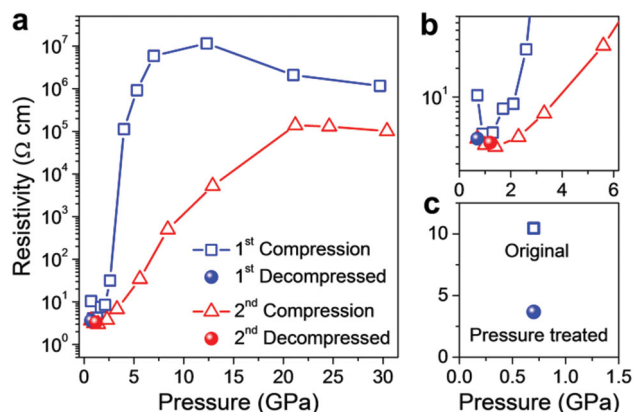 a
b
c
Resistivity (Ω cm)
10⁷
10⁶
10⁵
10⁴
10³
10²
10¹
10⁰
1ˢᵗ Compression
1ˢᵗ Decompressed
2ⁿᵈ Compression
2ⁿᵈ Decompressed
0 5 10 15 20 25 30
Pressure (GPa)
10¹
0 2 4 6
10
5
0
Original
Pressure treated
0.0 0.5 1.0 1.5
Pressure (GPa)